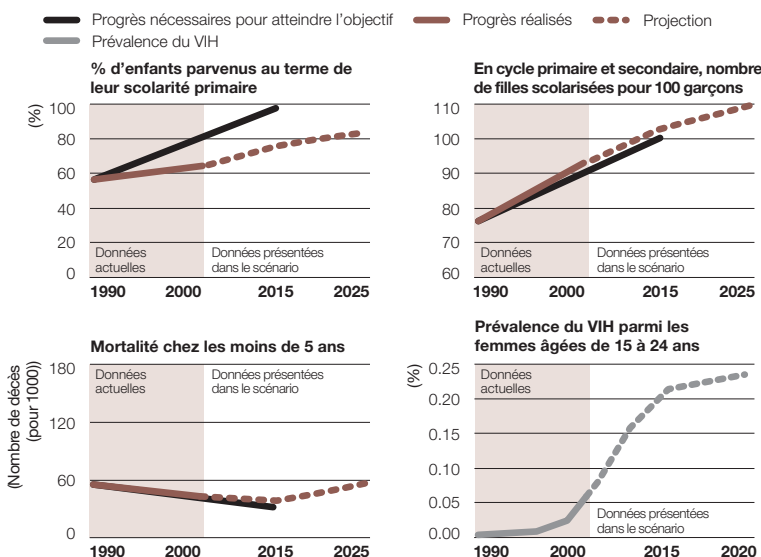 Progrès nécessaires pour atteindre l'objectif Progrès réalisés Projection
Prévalence du VIH
% d'enfants parvenus au terme de
leur scolarité primaire
(%)
100
80
60
40
20
0
Données
actuelles
Données présentées
dans le scénario
1990 2000 2015 2025
En cycle primaire et secondaire, nombre
de filles scolarisées pour 100 garçons
110
100
90
80
70
60
Données
actuelles
Données présentées
dans le scénario
1990 2000 2015 2025
Mortalité chez les moins de 5 ans
(Nombre de décès
(pour 1000))
180
120
60
0
Données
actuelles
Données présentées
dans le scénario
1990 2000 2015 2025
Prévalence du VIH parmi les
femmes âgées de 15 à 24 ans
(%)
0.25
0.20
0.15
0.10
0.05
0.00
Données
actuelles
Données présentées
dans le scénario
1990 2000 2015 2020